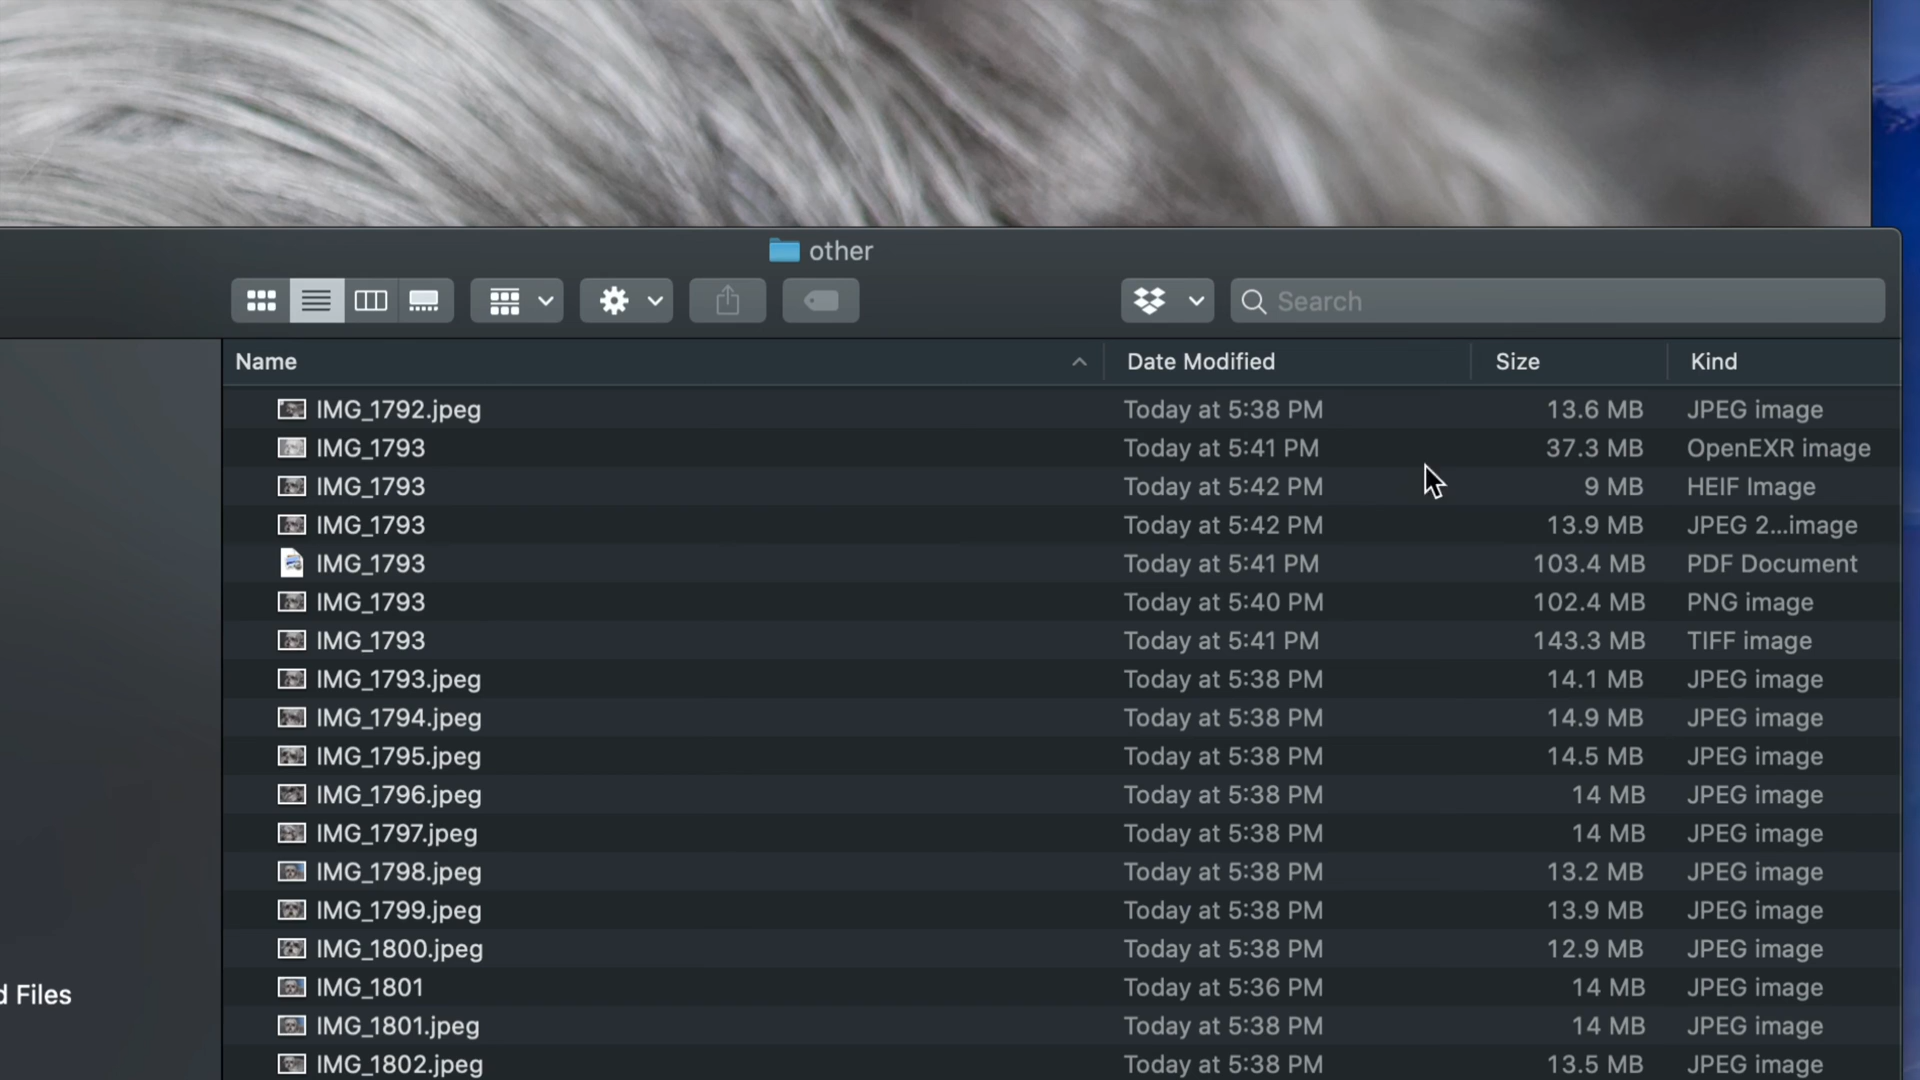 other
Search
Name Date Modified Size Kind
IMG_1792.jpeg Today at 5:38 PM 13.6 MB JPEG image
IMG_1793 Today at 5:41 PM 37.3 MB OpenEXR image
IMG_1793 Today at 5:42 PM 9 MB HEIF Image
IMG_1793 Today at 5:42 PM 13.9 MB JPEG 2...image
IMG_1793 Today at 5:41 PM 103.4 MB PDF Document
IMG_1793 Today at 5:40 PM 102.4 MB PNG image
IMG_1793 Today at 5:41 PM 143.3 MB TIFF image
IMG_1793.jpeg Today at 5:38 PM 14.1 MB JPEG image
IMG_1794.jpeg Today at 5:38 PM 14.9 MB JPEG image
IMG_1795.jpeg Today at 5:38 PM 14.5 MB JPEG image
IMG_1796.jpeg Today at 5:38 PM 14 MB JPEG image
IMG_1797.jpeg Today at 5:38 PM 14 MB JPEG image
IMG_1798.jpeg Today at 5:38 PM 13.2 MB JPEG image
IMG_1799.jpeg Today at 5:38 PM 13.9 MB JPEG image
IMG_1800.jpeg Today at 5:38 PM 12.9 MB JPEG image
d Files IMG_1801 Today at 5:36 PM 14 MB JPEG image
IMG_1801.jpeg Today at 5:38 PM 14 MB JPEG image
IMG_1802.jpeg Today at 5:38 PM 13.5 MB JPEG image